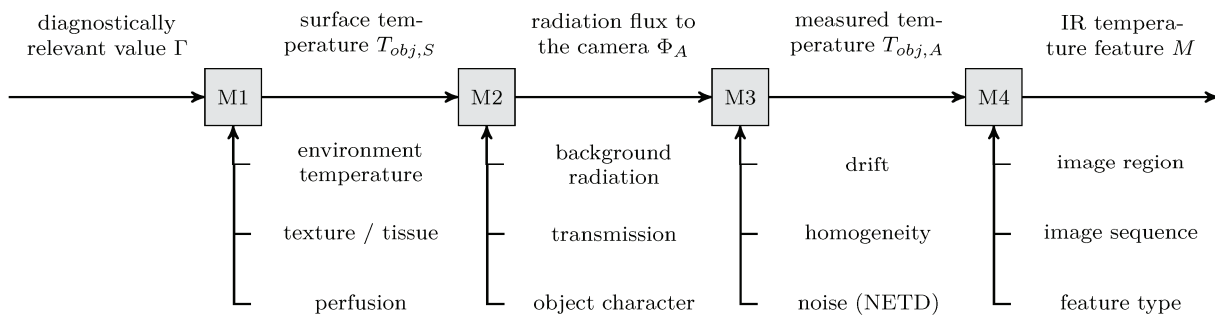 diagnostically
relevant value Γ
surface tem-
perature T_{obj,S}
radiation flux to
the camera Φ_A
measured tem-
perature T_{obj,A}
IR tempera-
ture feature M
M1
M2
M3
M4
environment
temperature
texture / tissue
perfusion
background
radiation
transmission
object character
drift
homogeneity
noise (NETD)
image region
image sequence
feature type